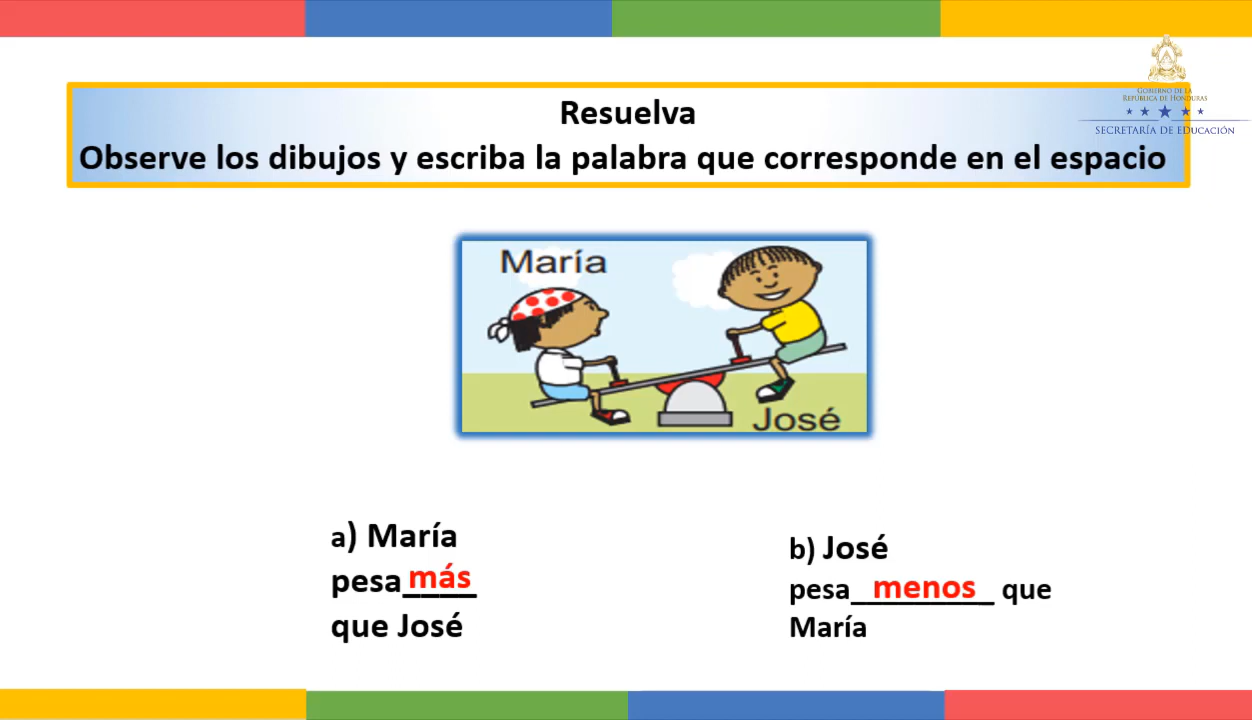 GOBIERNO DE LA
REPÚBLICA DE HONDURAS
SECRETARÍA DE EDUCACIÓN
Resuelva
Observe los dibujos y escriba la palabra que corresponde en el espacio
María
José
a) María
pesa más
que José
b) José
pesa menos que
María